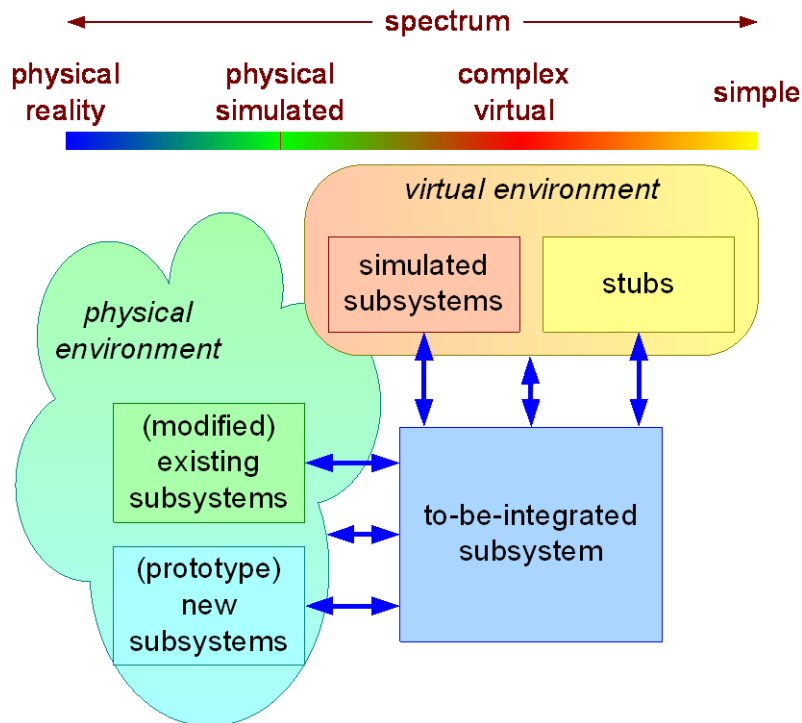 spectrum
physical
reality
physical
simulated
complex
virtual
simple
virtual environment
simulated
subsystems
stubs
physical
environment
(modified)
existing
subsystems
to-be-integrated
subsystem
(prototype)
new
subsystems